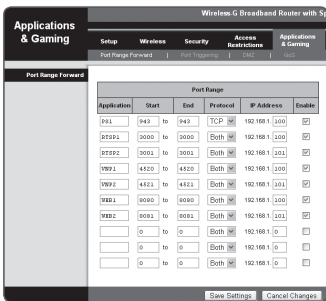 Wireless-G Broadband Router with Sp
Applications
& Gaming
Setup Wireless Security Access Restrictions Applications & Gaming
Port Range Forward | Port Triggering | DMZ | QoS
Port Range Forward
Port Range
Application Start End Protocol IP Address Enable
PS1 943 to 943 TCP 192.168.1. 100
RTSP1 3000 to 3000 Both 192.168.1. 100
RTSP2 3001 to 3001 Both 192.168.1. 101
VNP1 4520 to 4520 Both 192.168.1. 100
VNP2 4521 to 4521 Both 192.168.1. 101
WEB1 8080 to 8080 Both 192.168.1. 100
WEB2 8081 to 8081 Both 192.168.1. 101
0 to 0 Both 192.168.1. 0
0 to 0 Both 192.168.1. 0
0 to 0 Both 192.168.1. 0
Save Settings Cancel Changes